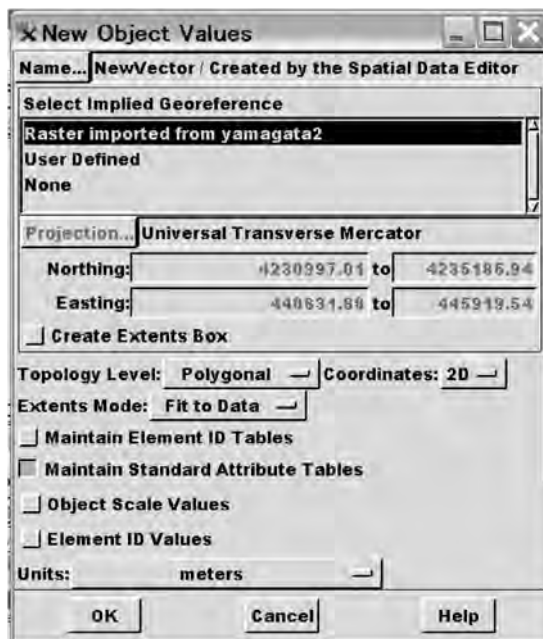 New Object Values
Name... NewVector / Created by the Spatial Data Editor
Select Implied Georeference
Raster imported from yamagata2
User Defined
None
Projection... Universal Transverse Mercator
Northing: 4230997.01 to 4235186.94
Easting: 440831.88 to 445919.54
Create Extents Box
Topology Level: Polygonal Coordinates: 2D
Extents Mode: Fit to Data
Maintain Element ID Tables
Maintain Standard Attribute Tables
Object Scale Values
Element ID Values
Units: meters
OK Cancel Help